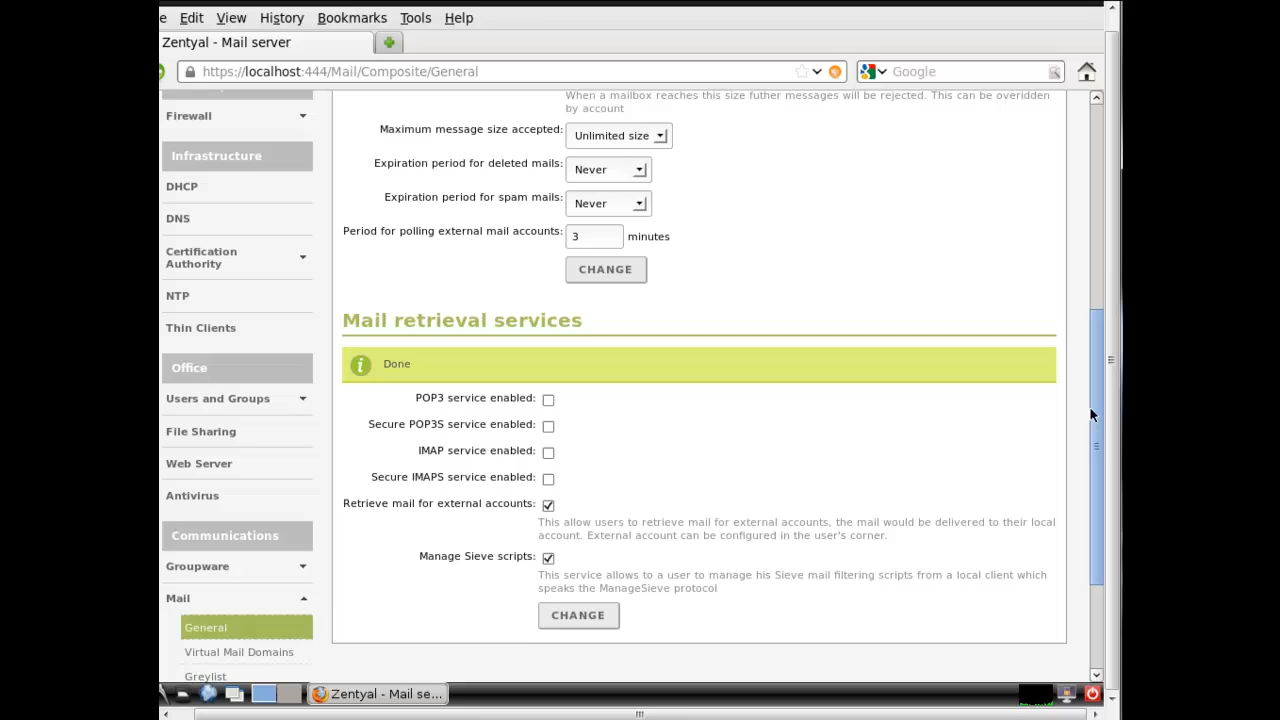 e Edit View History Bookmarks Tools Help
Zentyal - Mail server
https://localhost:444/Mail/Composite/General
Google
When a mailbox reaches this size futher messages will be rejected. This can be overidden
by account
Firewall
Maximum message size accepted: Unlimited size
Infrastructure
Expiration period for deleted mails: Never
DHCP
Expiration period for spam mails: Never
DNS
Period for polling external mail accounts: 3 minutes
Certification
Authority
CHANGE
NTP
Thin Clients
Mail retrieval services
Office
Done
Users and Groups
POP3 service enabled:
File Sharing
Secure POP3S service enabled:
IMAP service enabled:
Web Server
Secure IMAPS service enabled:
Antivirus
Retrieve mail for external accounts:
This allow users to retrieve mail for external accounts, the mail would be delivered to their local
account. External account can be configured in the user's corner.
Communications
Manage Sieve scripts:
Groupware
This service allows to a user to manage his Sieve mail filtering scripts from a local client which
speaks the ManageSieve protocol
Mail
CHANGE
General
Virtual Mail Domains
Greylist
Zentyal - Mail se...